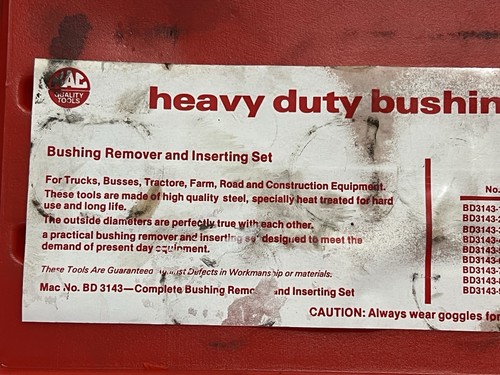 MAC
QUALITY
TOOLS
heavy duty bushin
Bushing Remover and Inserting Set
For Trucks, Busses, Tractore, Farm, Road and Construction Equipment.
These tools are made of high quality steel, specially heat treated for hard
use and long life.
The outside diameters are perfectly true with each other.
a practical bushing remover and inserting set designed to meet the
demand of present day equipment.
These Tools Are Guaranteed Against Defects in Workmanship or materials.
Mac No. BD 3143—Complete Bushing Remover and Inserting Set
CAUTION: Always wear goggles for
No.
BD3143-
BD3143-2
BD3143-3
BD3143-4
BD3143-
BD3143-
BD3143-
BD3143-
BD3143-